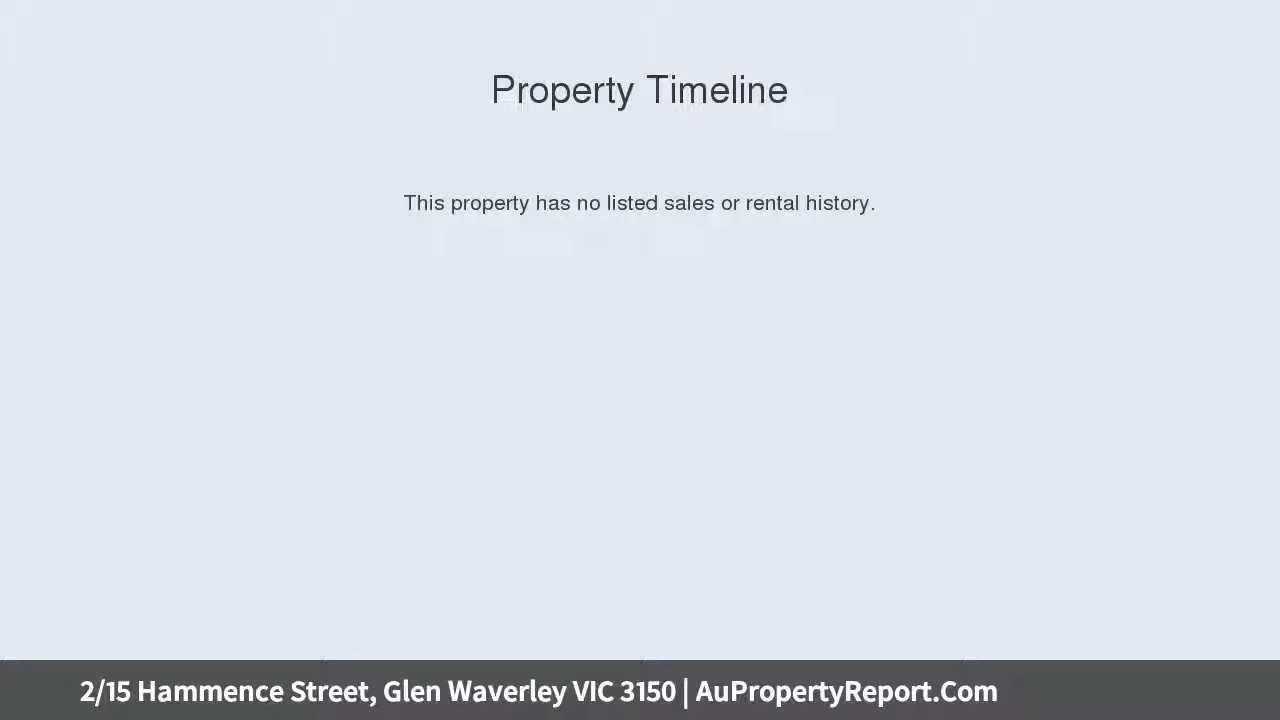 Property Timeline
This property has no listed sales or rental history.
2/15 Hammence Street, Glen Waverley VIC 3150 | AuPropertyReport.Com